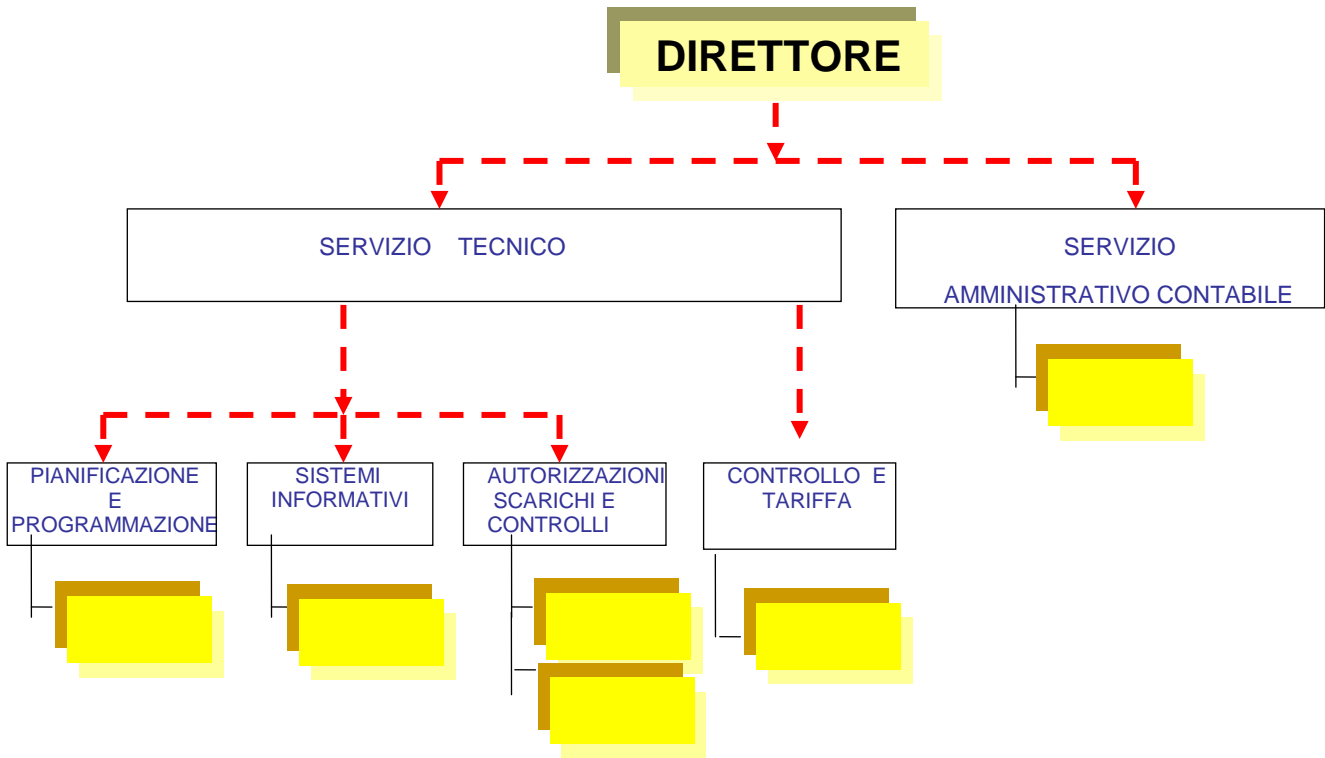 DIRETTORE
SERVIZIO TECNICO
SERVIZIO
AMMINISTRATIVO CONTABILE
PIANIFICAZIONE
E
PROGRAMMAZIONE
SISTEMI
INFORMATIVI
AUTORIZZAZIONI
SCARICHI E
CONTROLLI
CONTROLLO E
TARIFFA